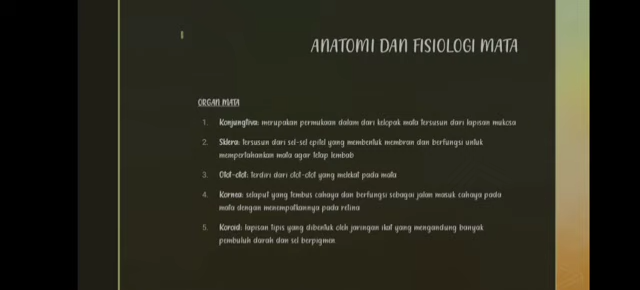 ANATOMI DAN FISIOLOGI MATA
ORGAN MATA
1. Konjungtiva: merupakan permukaan dalam dari kelopak mata tersusun dari lapisan mukosa
2. Sklera: tersusun dari sel-sel epitel yang membentuk membran dan berfungsi untuk
mempertahankan mata agar tetap lembab
3. Otot-otot: terdiri dari otot-otot yang melekat pada mata
4. Kornea: selaput yang tembus cahaya dan berfungsi sebagai jalan masuk cahaya pada
mata dengan menempatkannya pada retina
5. Koroid: lapisan tipis yang dibentuk oleh jaringan ikat yang mengandung banyak
pembuluh darah dan sel berpigmen